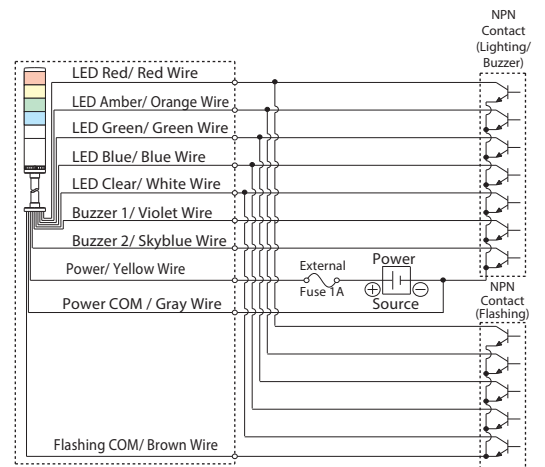 NPN
Contact
(Lighting/
Buzzer)
LED Red/ Red Wire
LED Amber/ Orange Wire
LED Green/ Green Wire
LED Blue/ Blue Wire
LED Clear/ White Wire
Buzzer 1/ Violet Wire
Buzzer 2/ Skyblue Wire
Power/ Yellow Wire
External
Fuse 1A
Power
Source
Power COM / Gray Wire
NPN
Contact
(Flashing)
Flashing COM/ Brown Wire